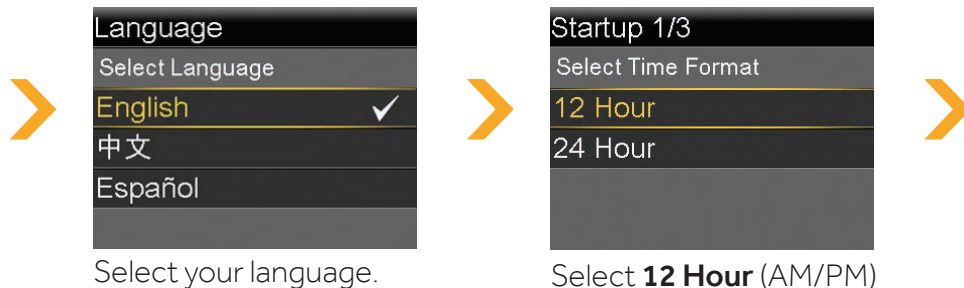 Language
Select Language
English
中文
Español
Select your language.
Startup 1/3
Select Time Format
12 Hour
24 Hour
Select 12 Hour (AM/PM)